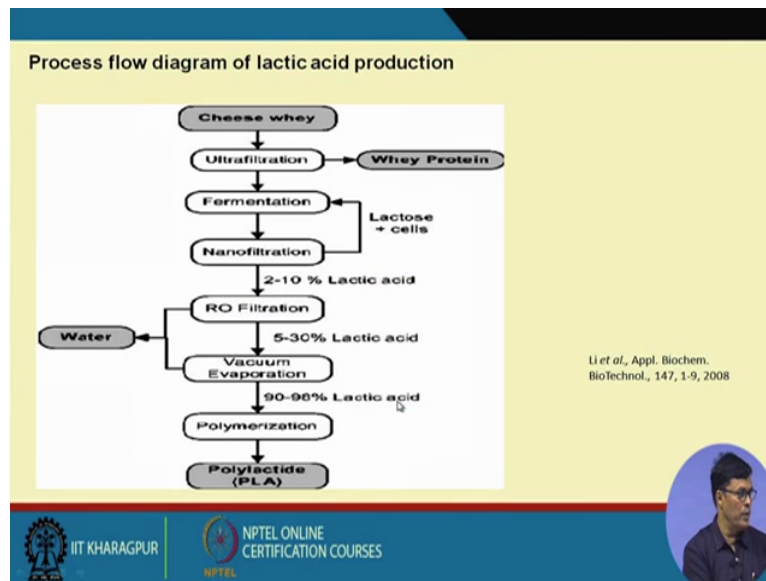 Process flow diagram of lactic acid production
Cheese whey
Ultrafiltration
Whey Protein
Fermentation
Lactose
+ cells
Nanofiltration
2-10 % Lactic acid
RO Filtration
Water
5-30% Lactic acid
Vacuum
Evaporation
90-98% Lactic acid
Polymerization
Polylactide
(PLA)
Li et al., Appl. Biochem.
BioTechnol., 147, 1-9, 2008
IIT KHARAGPUR
NPTEL
NPTEL ONLINE
CERTIFICATION COURSES